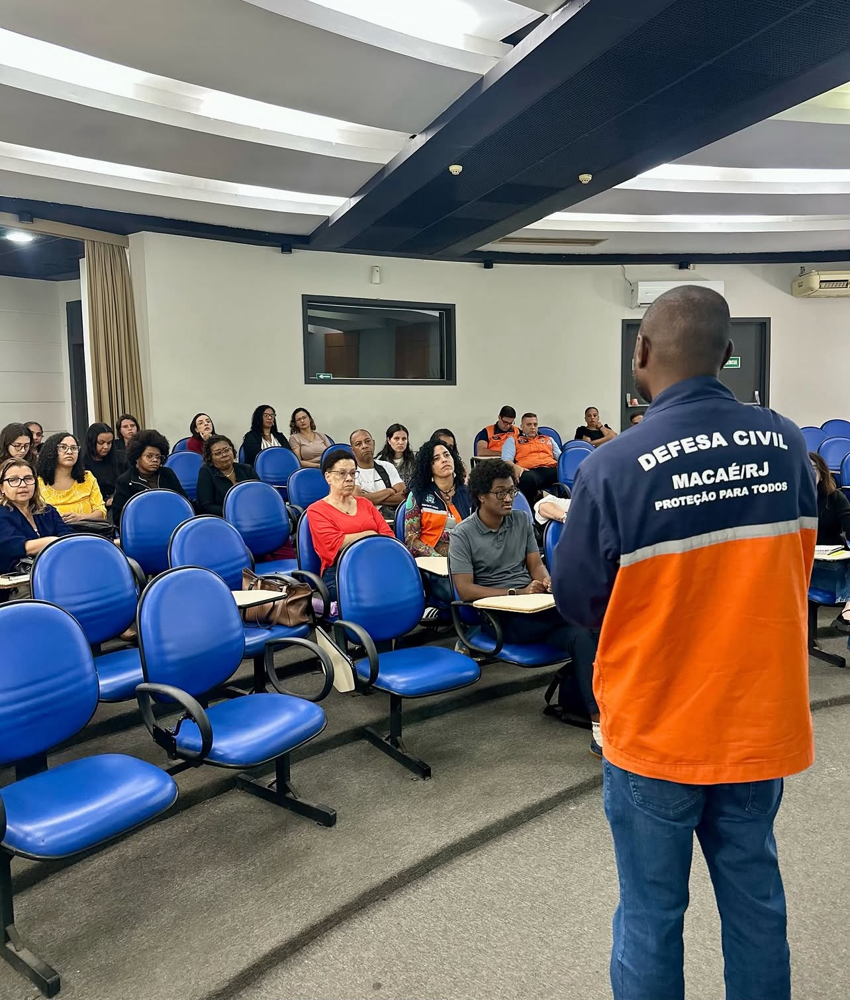 DEFESA CIVIL
MACAÉ/RJ
PROTEÇÃO PARA TODOS